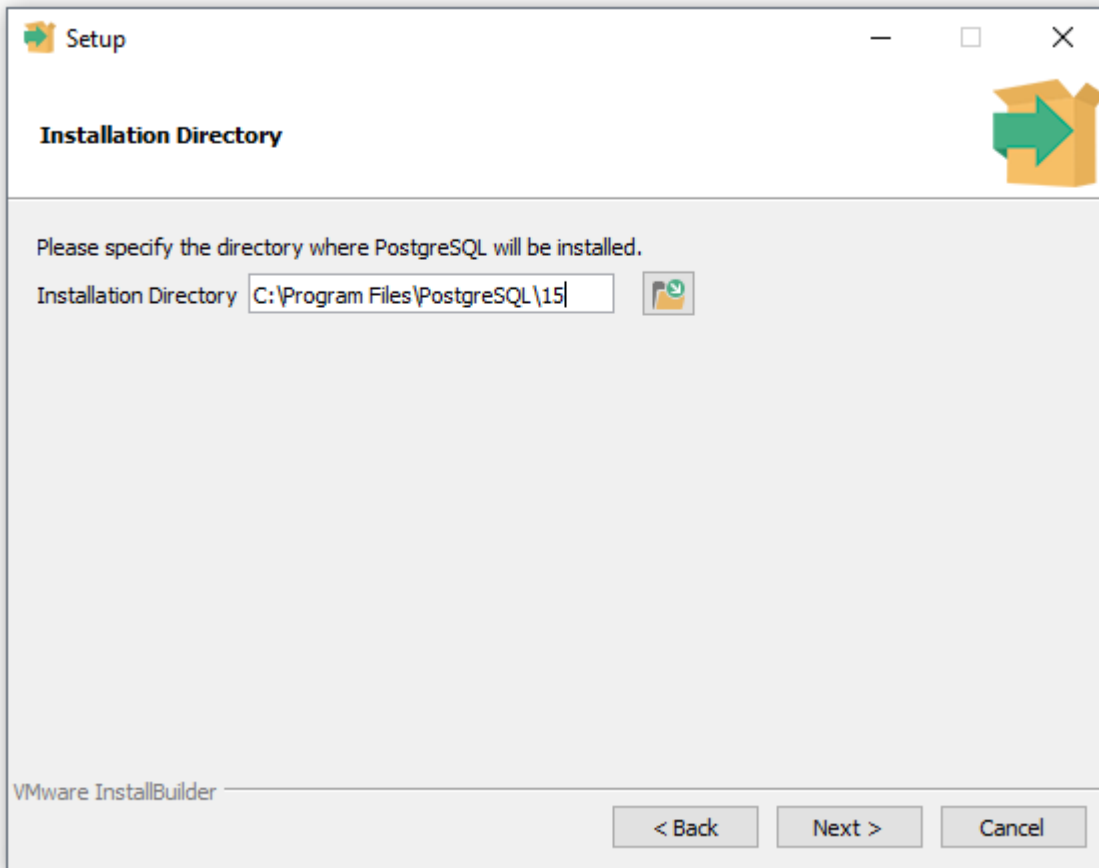 Setup
Installation Directory
Please specify the directory where PostgreSQL will be installed.
Installation Directory C:\Program Files\PostgreSQL\15
VMware InstallBuilder
< Back Next > Cancel